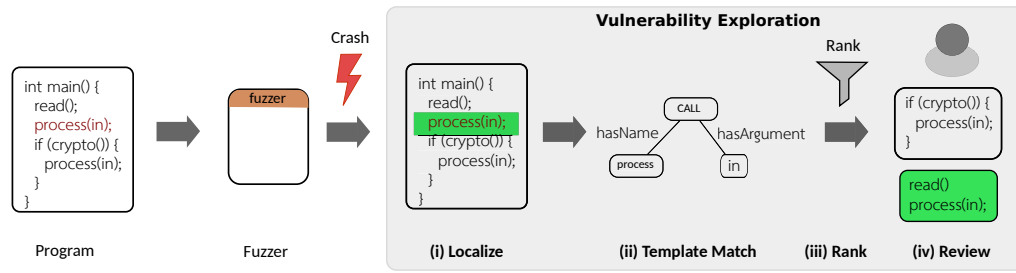 Vulnerability Exploration
Crash
Rank
int main() {
read();
process(in);
if (crypto()) {
process(in);
}
}
fuzzer
int main() {
read();
process(in);
if (crypto()) {
process(in);
}
}
CALL
hasName
hasArgument
process
in
if (crypto()) {
process(in);
}
read()
process(in);
Program
Fuzzer
(i) Localize
(ii) Template Match
(iii) Rank
(iv) Review